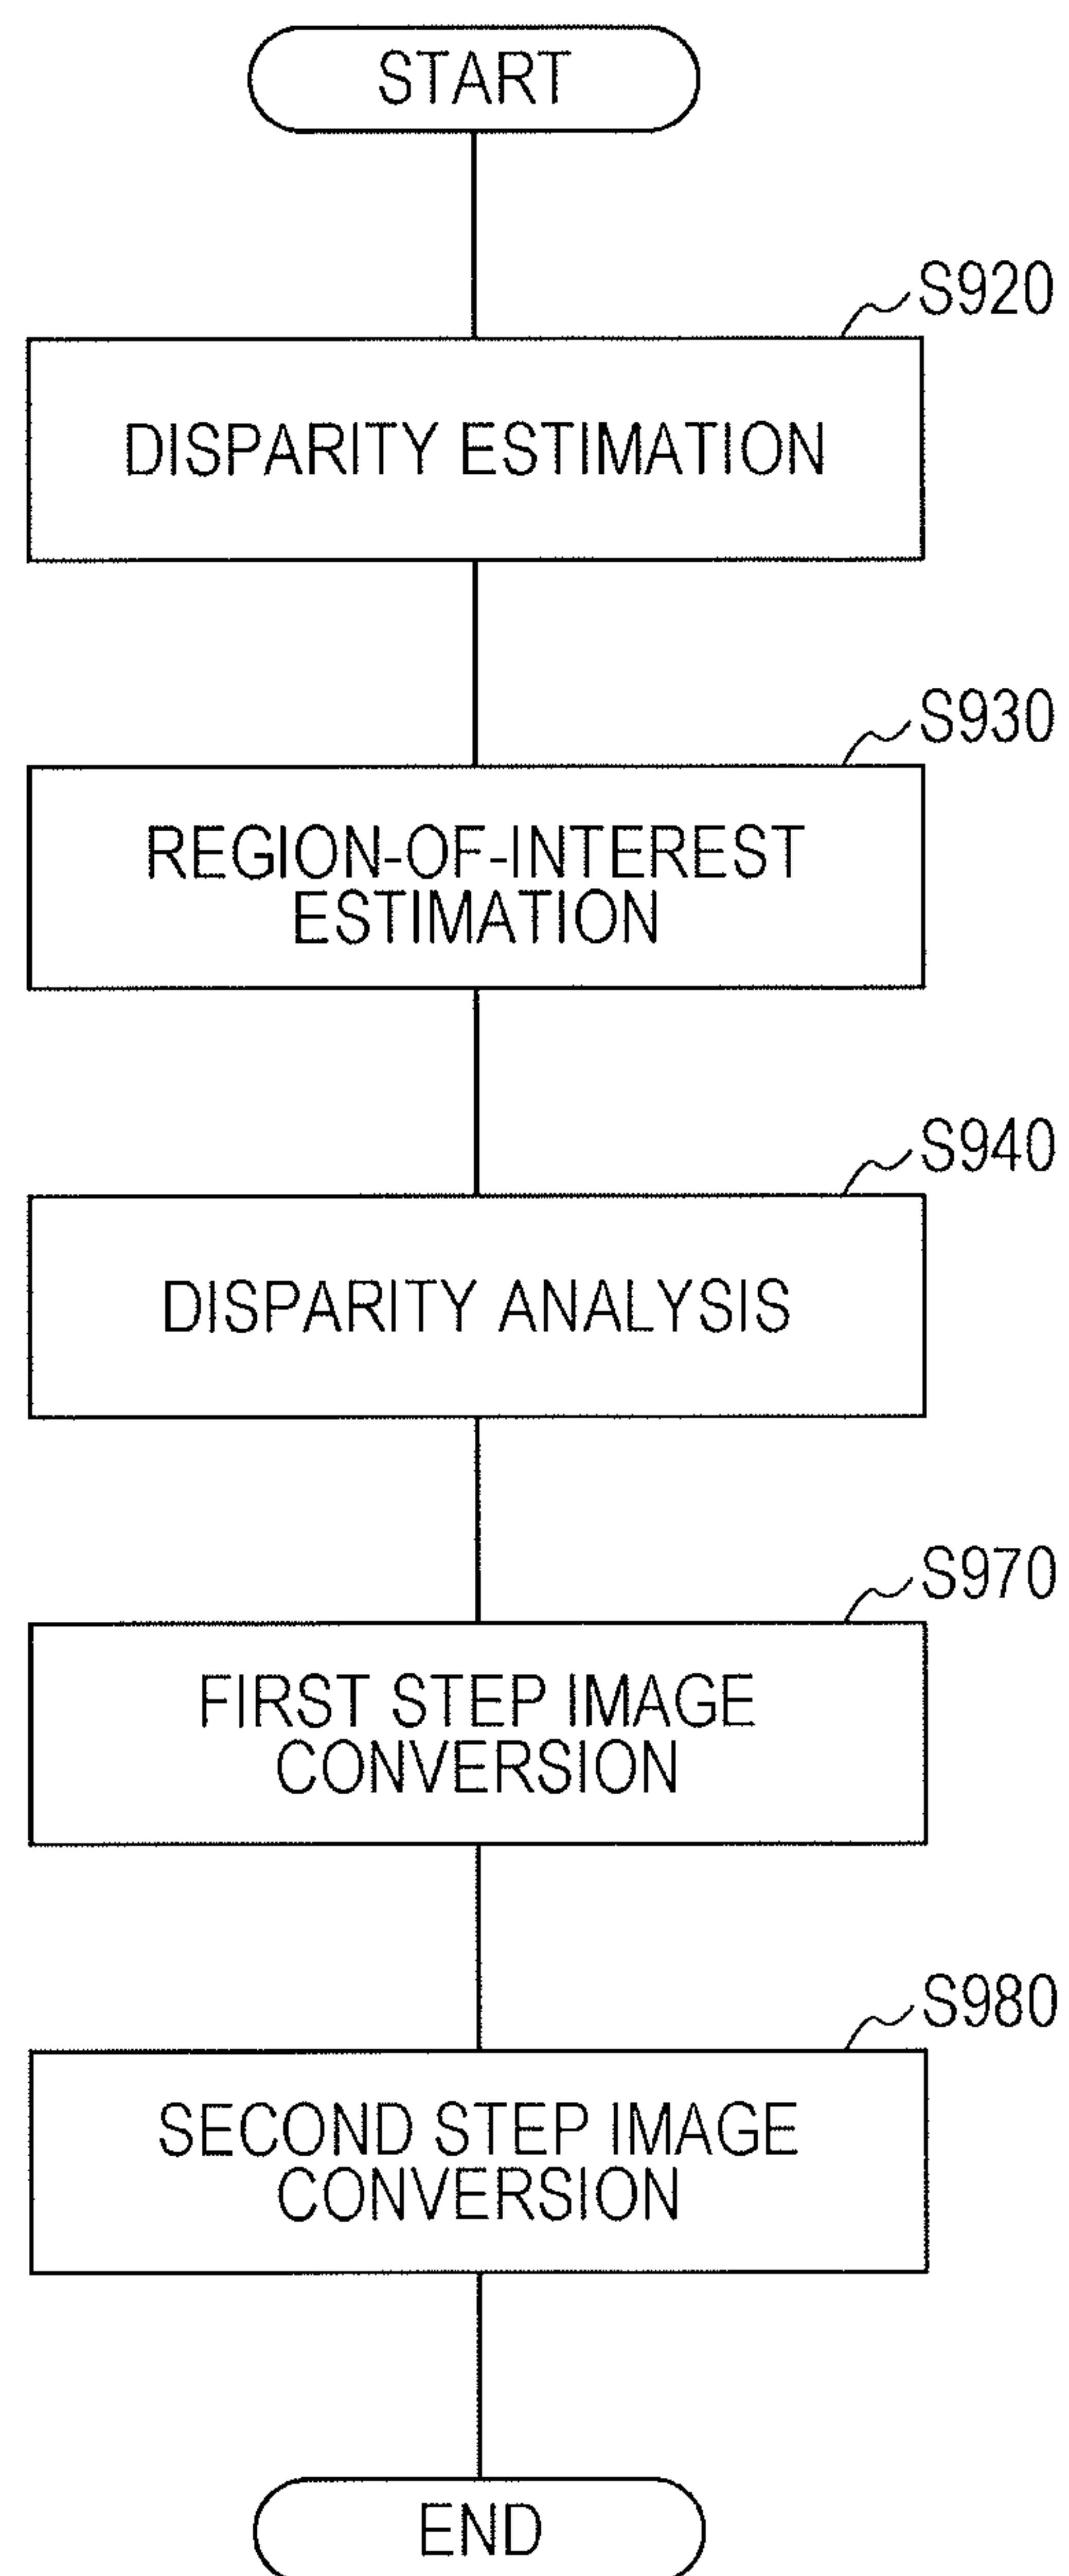 START
S920
DISPARITY ESTIMATION
S930
REGION-OF-INTEREST
ESTIMATION
S940
DISPARITY ANALYSIS
S970
FIRST STEP IMAGE
CONVERSION
S980
SECOND STEP IMAGE
CONVERSION
END